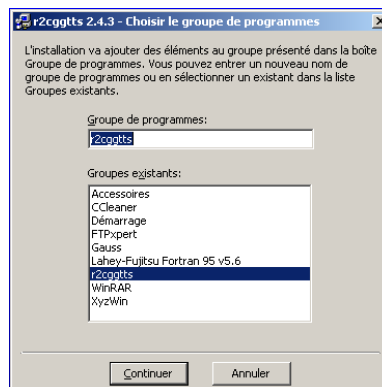 r2cggtts 2.4.3 - Choisir le groupe de programmes
L'installation va ajouter des éléments au groupe présenté dans la boîte
Groupe de programmes. Vous pouvez entrer un nouveau nom de
groupe de programmes ou en sélectionner un existant dans la liste
Groupes existants.
Groupe de programmes:
r2cggtts
Groupes existants:
Accessoires
CCleaner
Démarrage
FTPxpert
Gauss
Lahey-Fujitsu Fortran 95 v5.6
r2cggtts
WinRAR
XyzWin
Continuer
Annuler